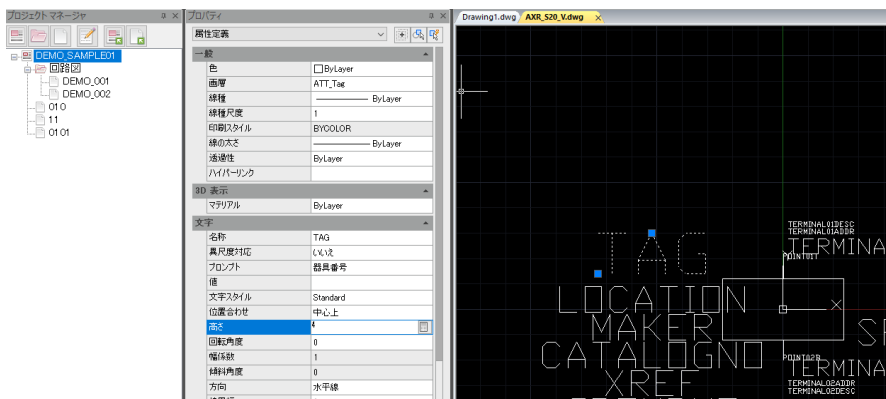 プロジェクト マネージャ
DEMO_SAMPLE01
回路図
DEMO_001
DEMO_002
01 0
1 1
01 01
プロパティ
属性定義
一般
色 ByLayer
画層 ATT_Tag
線種 ByLayer
線種尺度 1
印刷スタイル BYCOLOR
線の太さ ByLayer
透過性 ByLayer
ハイパーリンク
3D 表示
マテリアル ByLayer
文字
名称 TAG
異尺度対応 いいえ
プロンプト 器具番号
値
文字スタイル Standard
位置合わせ 中心上
高さ 4
回転角度 0
幅係数 1
傾斜角度 0
方向 水平線
Drawing1.dwg AXR_S20_V.dwg
TERMINAL01DESC
TERMINAL01ADDR
TAG
TERMINA
LOCATION
MAKER
CATALOGNO
XREF
X
TERMINA
TERMINAL02ADDR
TERMINAL02DESC